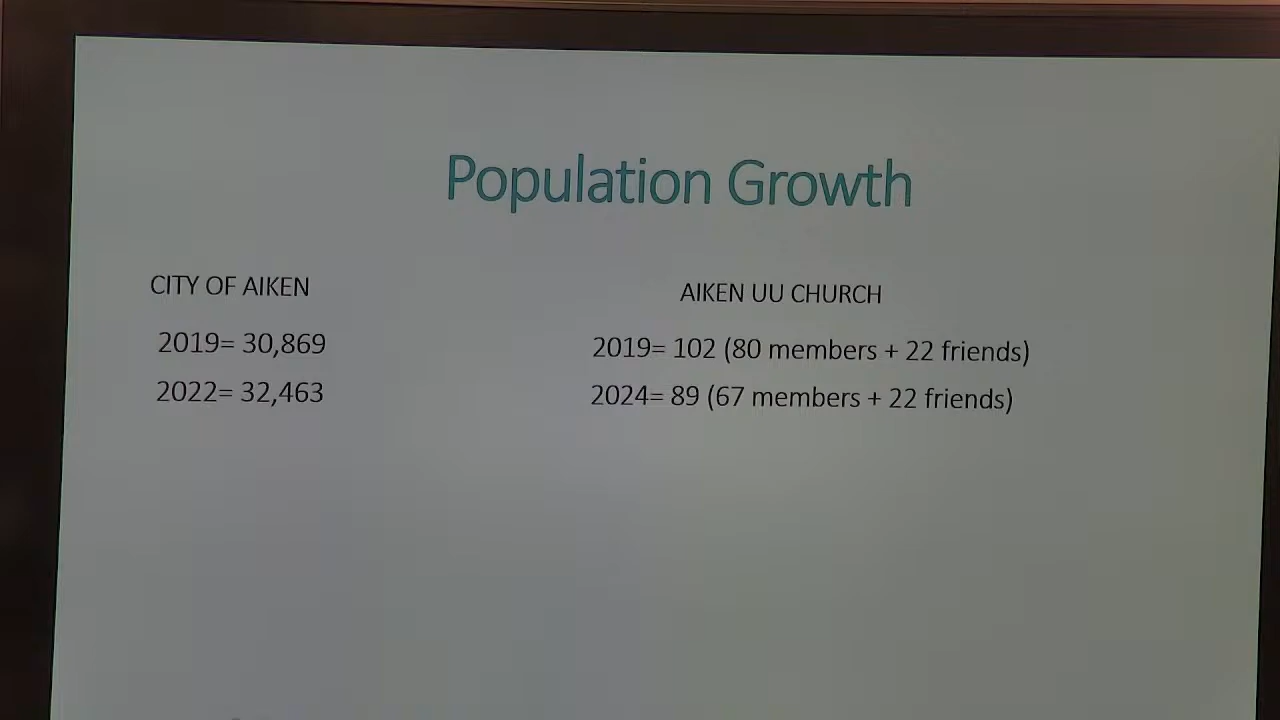 Population Growth
CITY OF AIKEN
2019= 30,869
2022= 32,463
AIKEN UU CHURCH
2019= 102 (80 members + 22 friends)
2024= 89 (67 members + 22 friends)